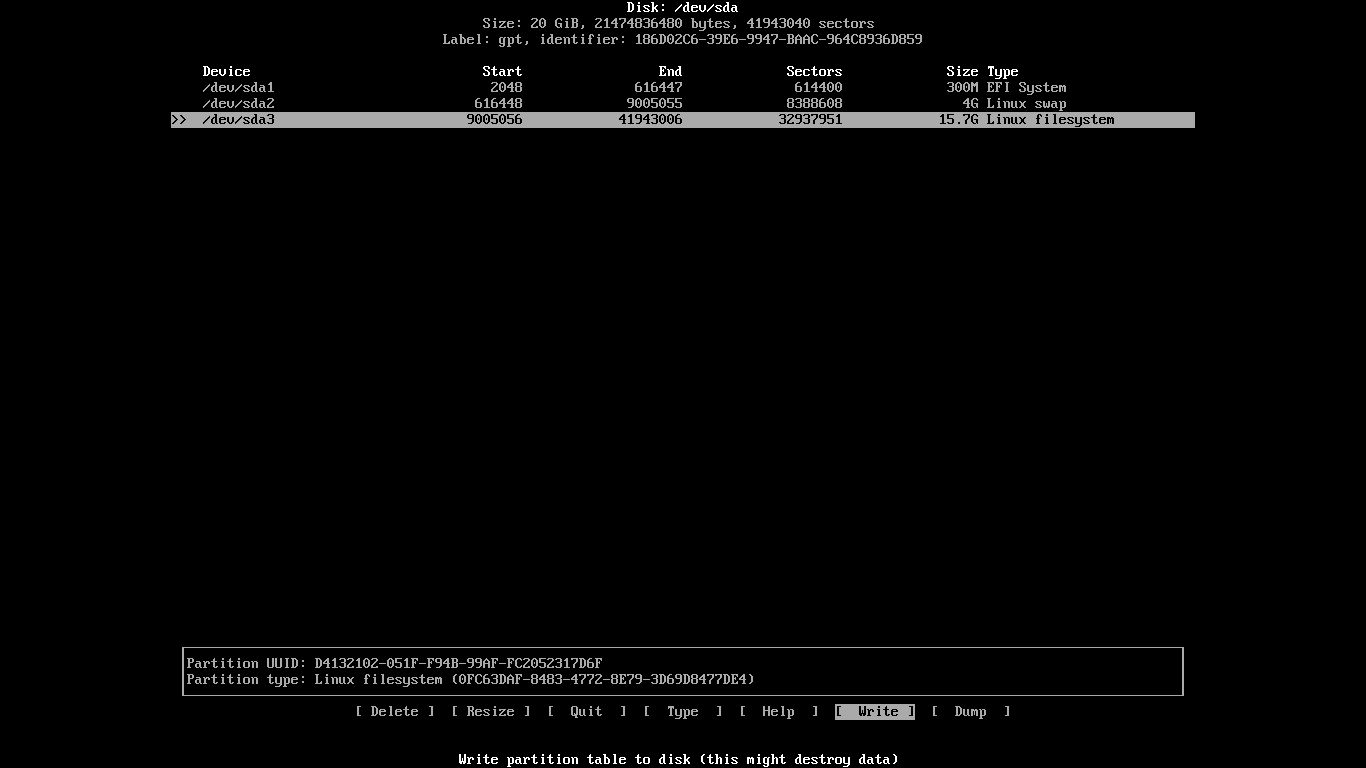 Disk: /dev/sda
Size: 20 GiB, 21474836480 bytes, 41943040 sectors
Label: gpt, identifier: 186D02C6-39E6-9947-BAAC-964C8936D859
Device Start End Sectors Size Type
/dev/sda1 2048 616447 614400 300M EFI System
/dev/sda2 616448 9005055 8388608 4G Linux swap
>> /dev/sda3 9005056 41943006 32937951 15.7G Linux filesystem
Partition UUID: D4132102-051F-F94B-99AF-FC2052317D6F
Partition type: Linux filesystem (0FC63DAF-8483-4772-8E79-3D69D8477DE4)
[ Delete ] [ Resize ] [ Quit ] [ Type ] [ Help ] [ Write ] [ Dump ]
Write partition table to disk (this might destroy data)